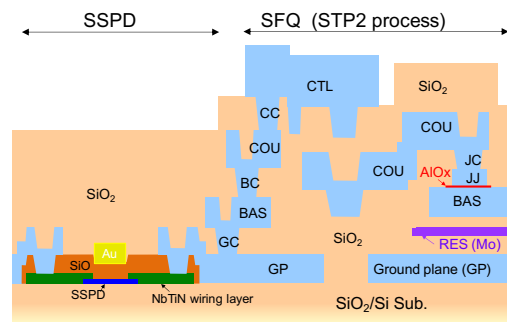 SSPD
SFQ (STP2 process)
CTL
SiO2
CC
COU
COU
JC
BC
COU
AlOx
JJ
SiO2
BAS
BAS
GC
SiO2
RES (Mo)
Au
SiO
GP
Ground plane (GP)
SSPD
NbTiN wiring layer
SiO2/Si Sub.